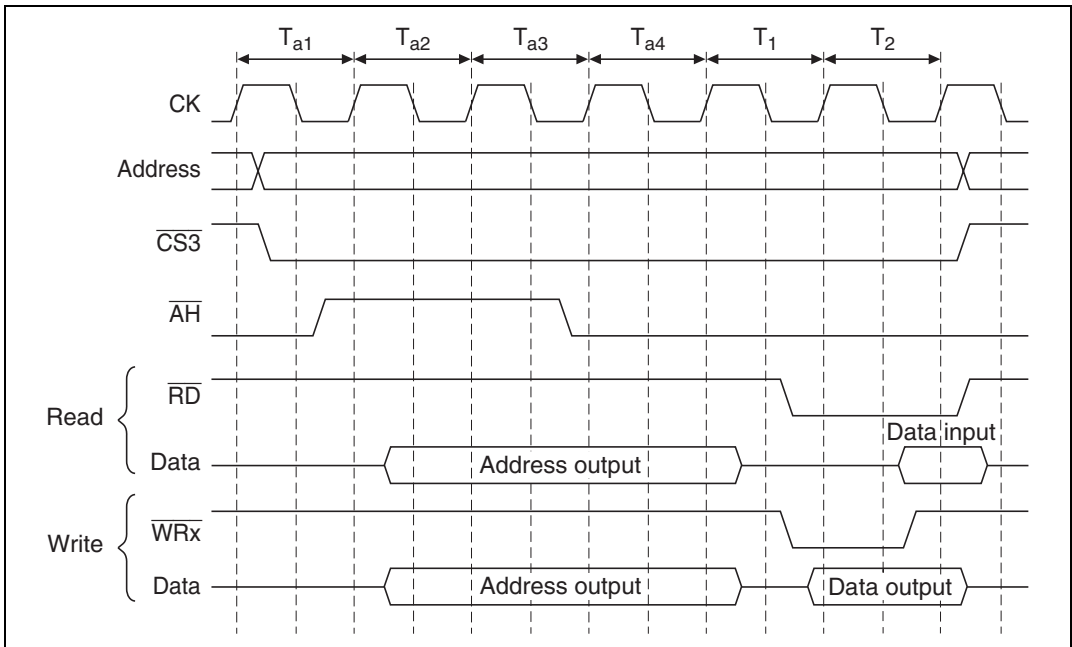 Ta1 Ta2 Ta3 Ta4 T1 T2
CK
Address
CS3
AH
Read
RD
Data input
Data
Address output
Write
WRx
Data
Address output
Data output